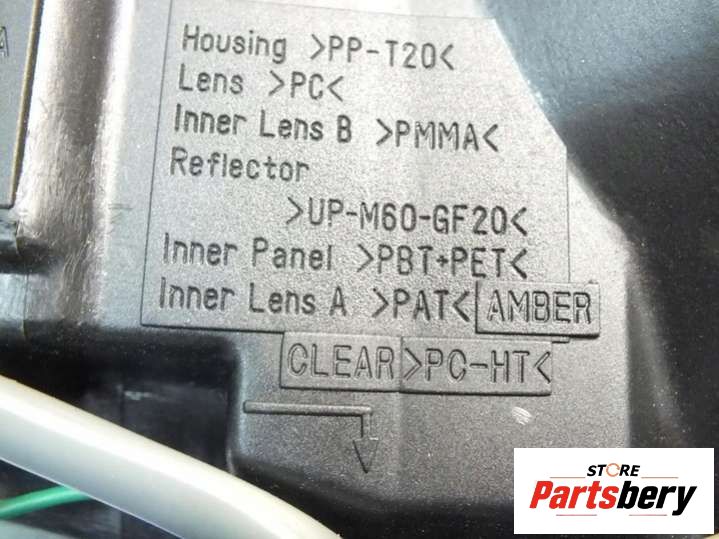 A
Housing >PP-T20<
Lens >PC<
Inner Lens B >PMMA<
Reflector
>UP-M60-GF20<
Inner Panel >PBT+PET<
Inner Lens A >PAT< AMBER
CLEAR >PC-HT<
STORE
Partsbery